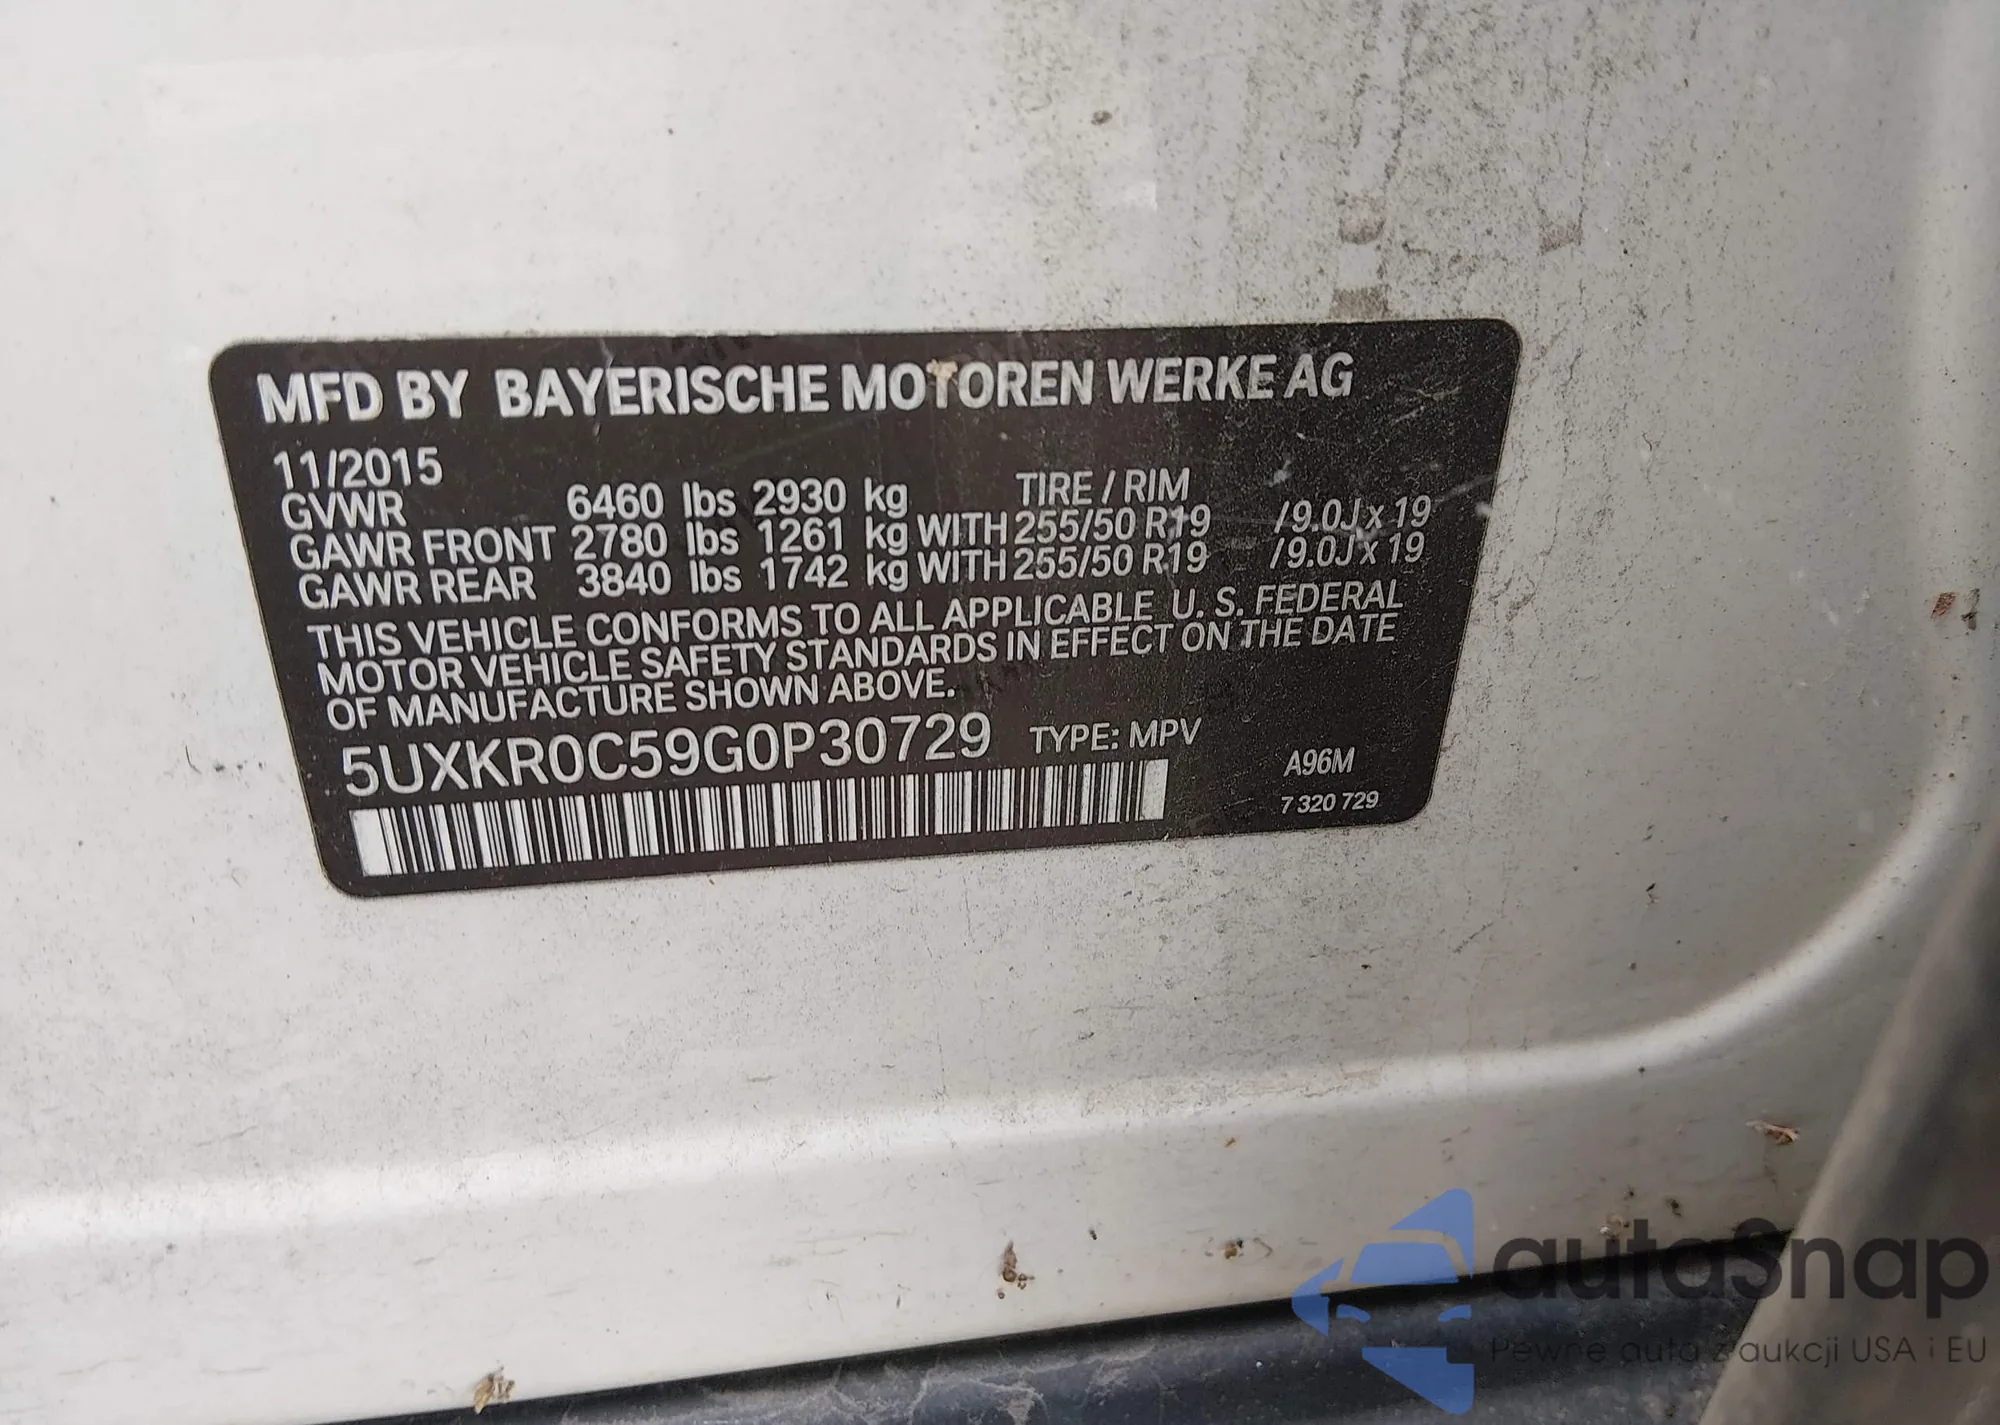 MFD BY BAYERISCHE MOTOREN WERKE AG
11/2015
GVWR 6460 lbs 2930 kg TIRE / RIM
GAWR FRONT 2780 lbs 1261 kg WITH 255/50 R19 /9.0J x 19
GAWR REAR 3840 lbs 1742 kg WITH 255/50 R19 /9.0J x 19
THIS VEHICLE CONFORMS TO ALL APPLICABLE U. S. FEDERAL
MOTOR VEHICLE SAFETY STANDARDS IN EFFECT ON THE DATE
OF MANUFACTURE SHOWN ABOVE.
5UXKR0C59G0P30729 TYPE: MPV
A96M
7 320 729
autaSnap
Pewne auta z aukcji USA i EU